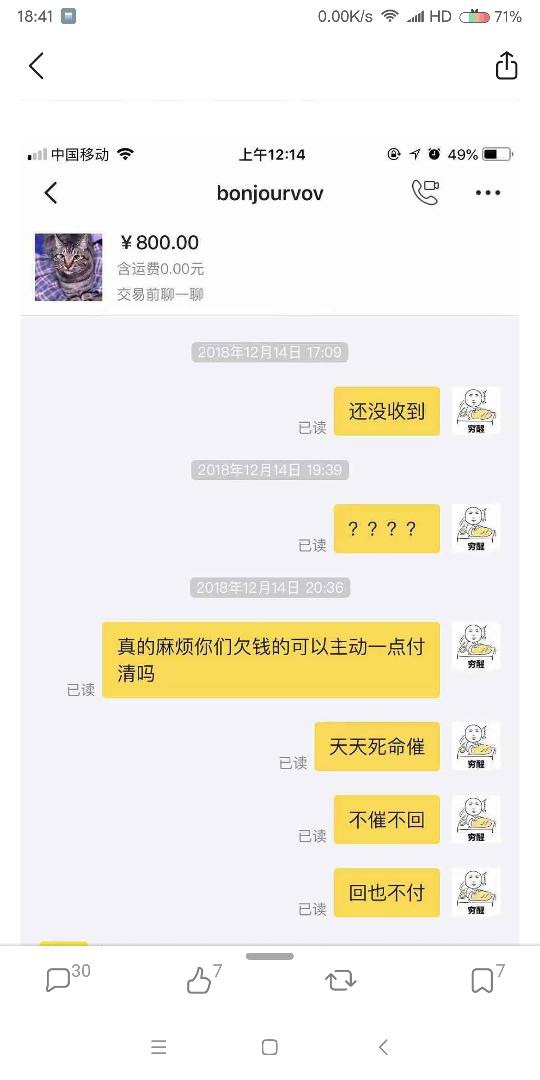 18:41
0.00K/s HD 71%
中国移动 上午12:14 49%
bonjourvov
¥800.00
含运费0.00元
交易前聊一聊
2018年12月14日 17:09
还没收到
已读
穷醒
2018年12月14日 19:39
？？？？
已读
穷醒
2018年12月14日 20:36
真的麻烦你们欠钱的可以主动一点付
清吗
已读
穷醒
天天死命催
已读
穷醒
不催不回
已读
穷醒
回也不付
已读
穷醒
30
7
7